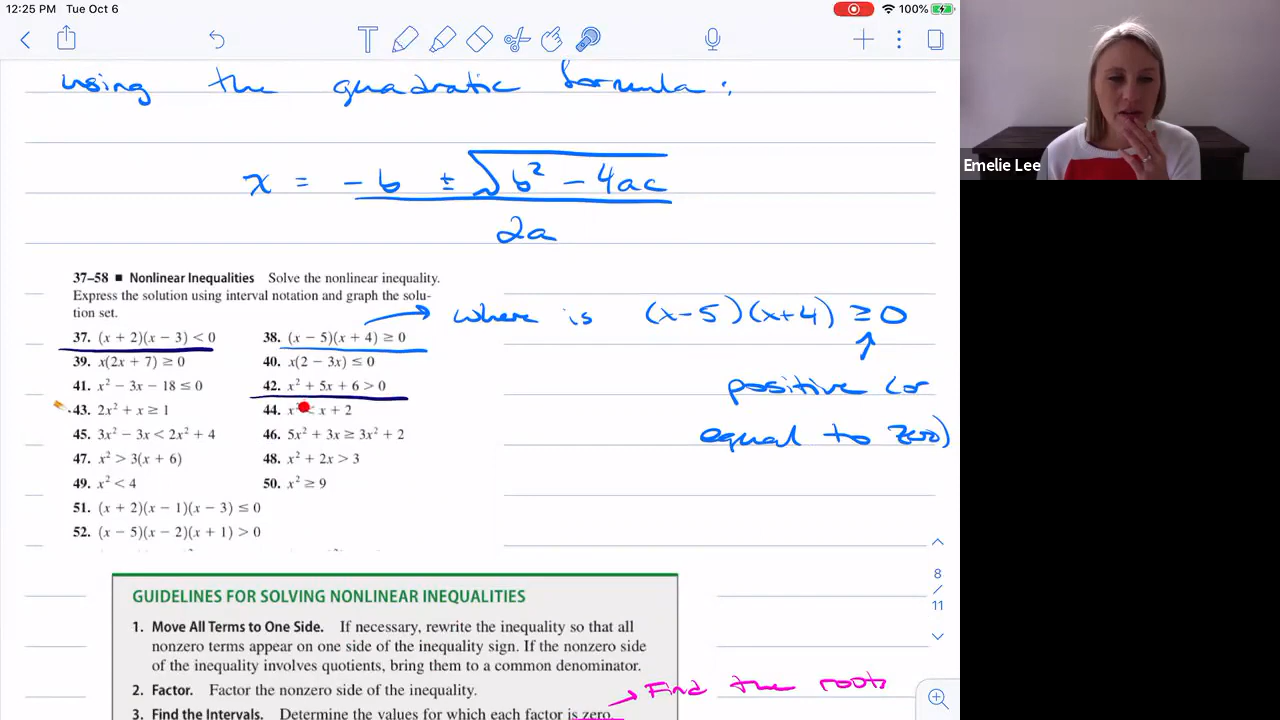 12:25 PM Tue Oct 6
100%
using the quadratic formula:
x = -b ± √b² - 4ac
2a
37–58 ■ Nonlinear Inequalities Solve the nonlinear inequality.
Express the solution using interval notation and graph the solu-
tion set.
where is (x-5)(x+4) ≥ 0
37. (x + 2)(x − 3) < 0 38. (x − 5)(x + 4) ≥ 0
39. x(2x + 7) ≥ 0 40. x(2 − 3x) ≤ 0
41. x² − 3x − 18 ≤ 0 42. x² + 5x + 6 > 0
positive (or
43. 2x² + x ≥ 1 44. x² < x + 2
equal to zero)
45. 3x² − 3x < 2x² + 4 46. 5x² + 3x ≥ 3x² + 2
47. x² > 3(x + 6) 48. x² + 2x > 3
49. x² < 4 50. x² ≥ 9
51. (x + 2)(x − 1)(x − 3) ≤ 0
52. (x − 5)(x − 2)(x + 1) > 0
GUIDELINES FOR SOLVING NONLINEAR INEQUALITIES
1. Move All Terms to One Side. If necessary, rewrite the inequality so that all
nonzero terms appear on one side of the inequality sign. If the nonzero side
of the inequality involves quotients, bring them to a common denominator.
2. Factor. Factor the nonzero side of the inequality.
Find the roots
3. Find the Intervals. Determine the values for which each factor is zero.
8
/
11
Emelie Lee